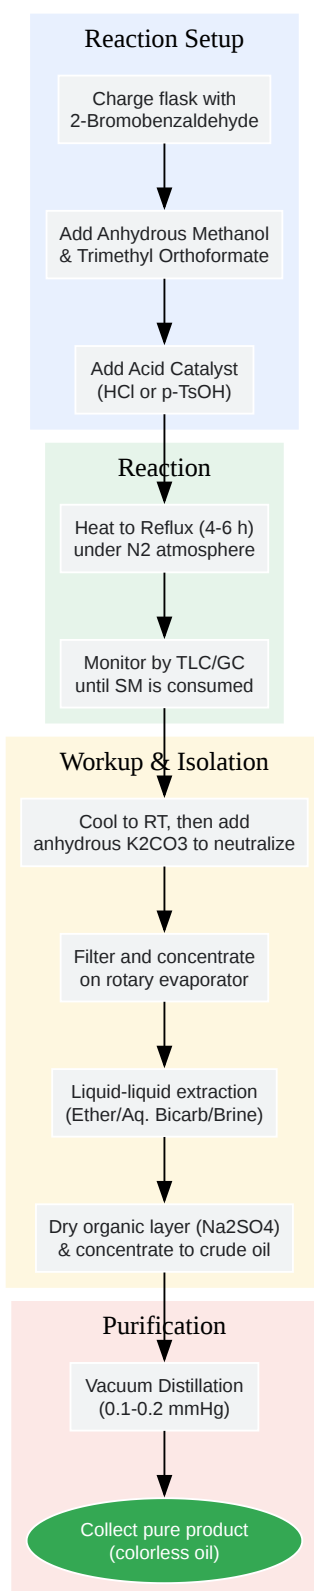 Reaction Setup
Charge flask with
2-Bromobenzaldehyde
Add Anhydrous Methanol
& Trimethyl Orthoformate
Add Acid Catalyst
(HCl or p-TsOH)
Reaction
Heat to Reflux (4-6 h)
under N2 atmosphere
Monitor by TLC/GC
until SM is consumed
Workup & Isolation
Cool to RT, then add
anhydrous K2CO3 to neutralize
Filter and concentrate
on rotary evaporator
Liquid-liquid extraction
(Ether/Aq. Bicarb/Brine)
Dry organic layer (Na2SO4)
& concentrate to crude oil
Purification
Vacuum Distillation
(0.1-0.2 mmHg)
Collect pure product
(colorless oil)